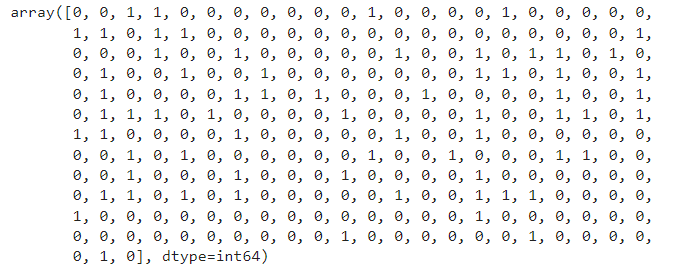 array([0, 0, 1, 1, 0, 0, 0, 0, 0, 0, 0, 1, 0, 0, 0, 0, 1, 0, 0, 0, 0, 0,
1, 1, 0, 1, 1, 0, 0, 0, 0, 0, 0, 0, 0, 0, 0, 0, 0, 0, 0, 1,
0, 0, 0, 1, 0, 0, 1, 0, 0, 0, 0, 0, 1, 0, 0, 1, 0, 1, 1, 0, 1, 0,
0, 1, 0, 0, 1, 0, 0, 1, 0, 0, 0, 0, 0, 0, 0, 1, 1, 0, 1, 0, 0, 1,
0, 1, 0, 0, 0, 0, 1, 1, 0, 1, 0, 0, 0, 1, 0, 0, 0, 0, 1, 0, 0, 1,
0, 1, 1, 1, 0, 1, 0, 0, 0, 0, 1, 0, 0, 0, 0, 1, 0, 0, 1, 1, 0, 1,
1, 1, 0, 0, 0, 0, 1, 0, 0, 0, 0, 0, 1, 0, 0, 1, 0, 0, 0, 0, 0, 0,
0, 0, 1, 0, 1, 0, 0, 0, 0, 0, 0, 1, 0, 0, 1, 0, 0, 0, 1, 1, 0, 0,
0, 0, 1, 0, 0, 0, 1, 0, 0, 0, 1, 0, 0, 0, 0, 1, 0, 0, 0, 0, 0, 0,
0, 1, 1, 0, 1, 0, 1, 0, 0, 0, 0, 0, 1, 0, 0, 1, 1, 1, 0, 0, 0, 0,
1, 0, 0, 0, 0, 0, 0, 0, 0, 0, 0, 0, 0, 0, 0, 1, 0, 0, 0, 0, 0, 0,
0, 0, 0, 0, 0, 0, 0, 0, 0, 0, 1, 0, 0, 0, 0, 0, 0, 1, 0, 0, 0, 0,
0, 1, 0], dtype=int64)